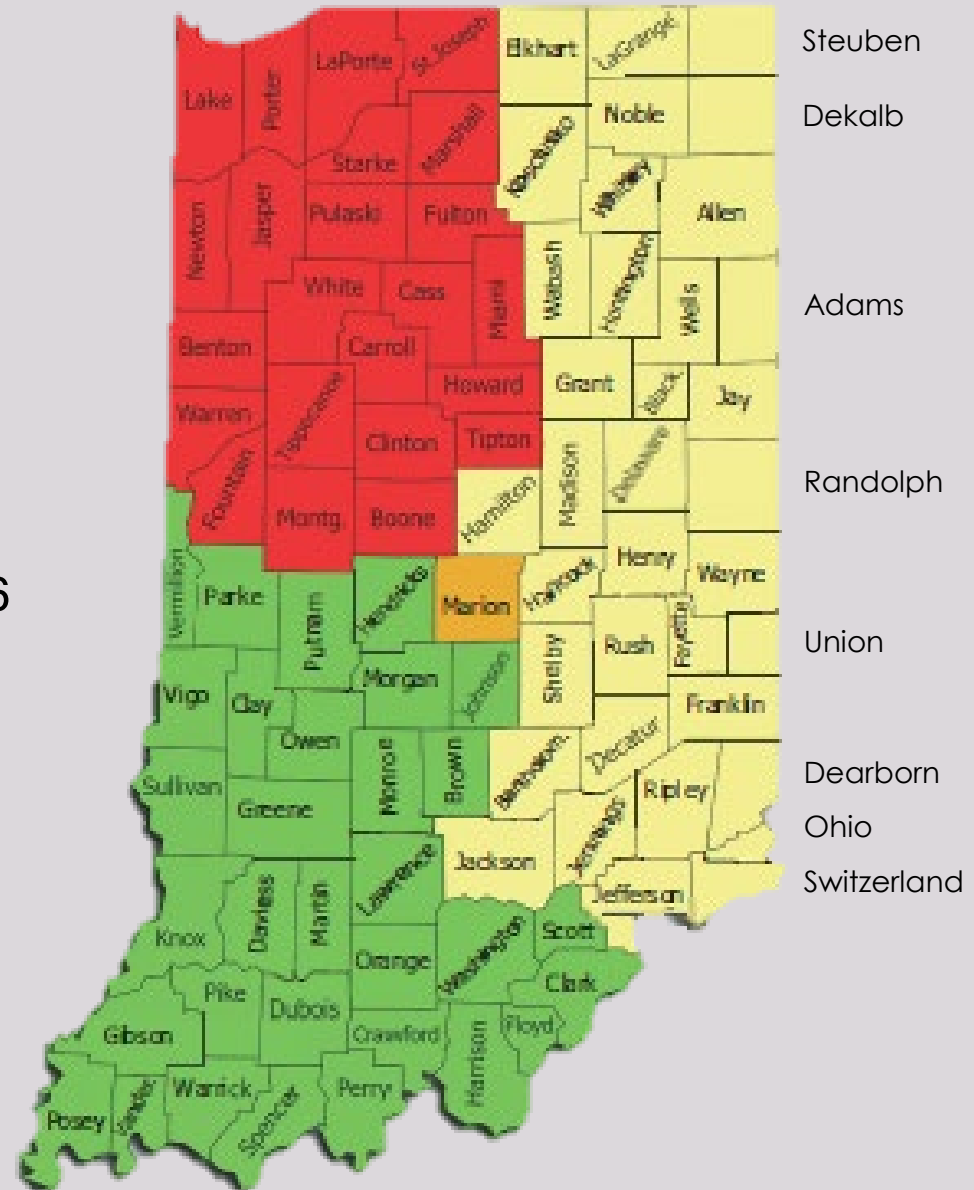 Lake
Porter
LaPorte
St.Joseph
Elkhart
LaGrange
Steuben
Starke
Marshall
Kosciusko
Noble
Dekalb
Newton
Jasper
Pulaski
Fulton
Whitley
Allen
White
Cass
Miami
Wabash
Huntington
Wells
Adams
Benton
Carroll
Howard
Grant
Black.
Jay
Warren
Tippecanoe
Clinton
Tipton
Madison
Delaware
Randolph
Fountain
Montg.
Boone
Hamilton
Henry
Wayne
6
Vermilion
Parke
Putnam
Hendricks
Marion
Hancock
Rush
Fayette
Union
Vigo
Clay
Morgan
Johnson
Shelby
Franklin
Owen
Decatur
Sullivan
Greene
Monroe
Brown
Ripley
Dearborn
Jennings
Ohio
Jackson
Jefferson
Switzerland
Knox
Daviess
Martin
Lawrence
Orange
Washington
Scott
Clark
Gibson
Pike
Dubois
Crawford
Harrison
Floyd
Posey
Warrick
Spencer
Perry